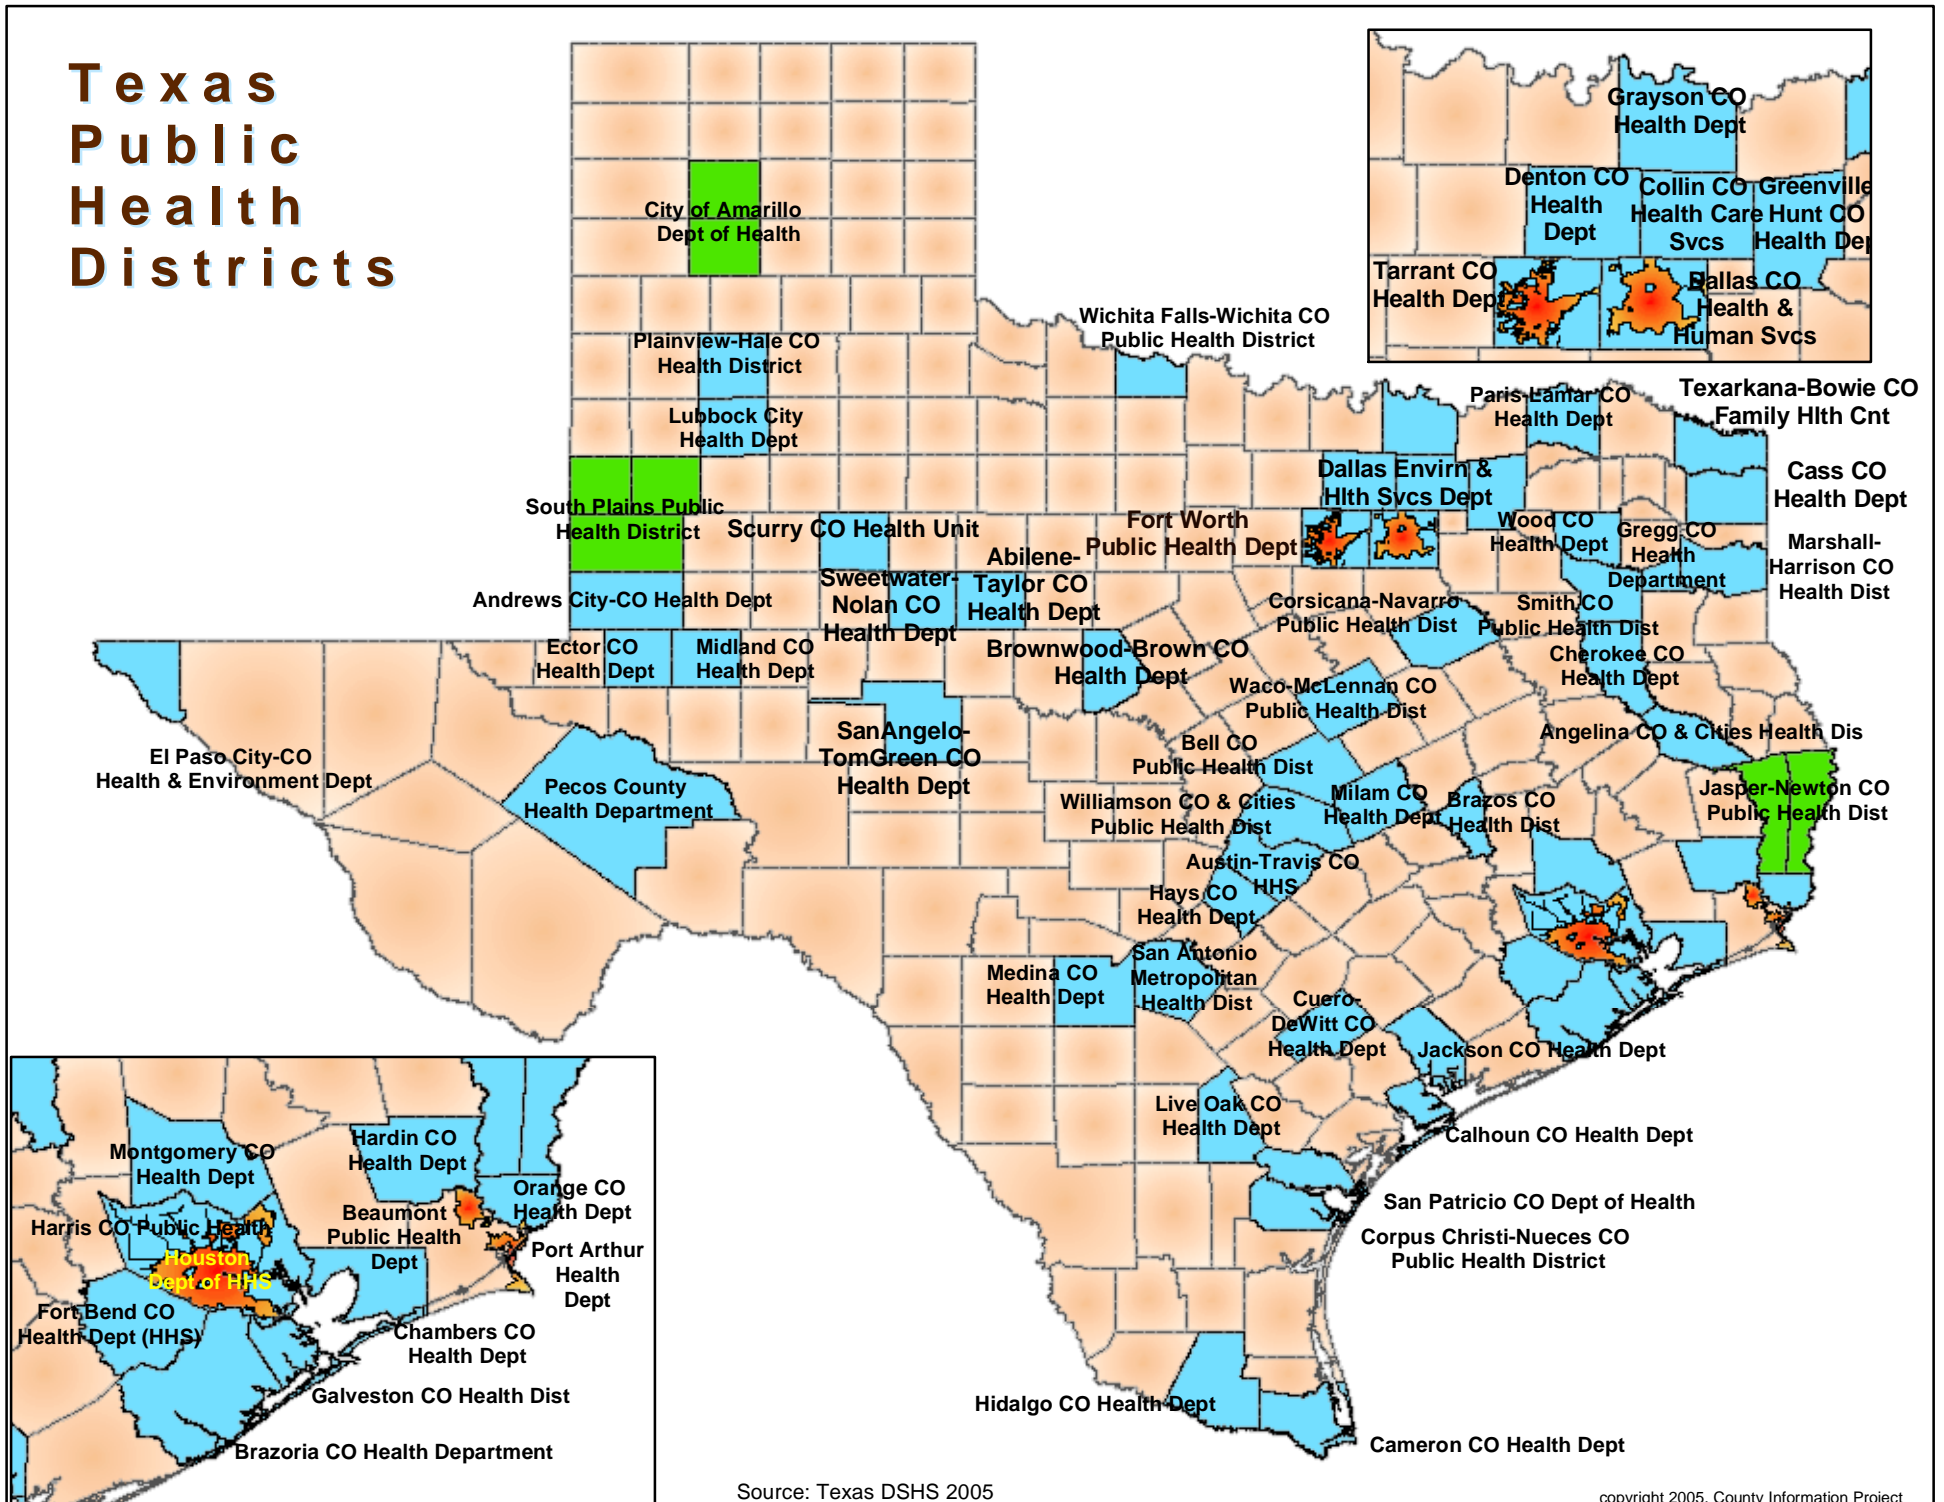 Texas
Public
Health
Districts
Grayson CO
Health Dept
Denton CO
Health
Dept
Collin CO
Health Care
Svcs
Greenville
Hunt CO
Health Dep
Tarrant CO
Health Dept
Dallas CO
Health &
Human Svcs
City of Amarillo
Dept of Health
Wichita Falls-Wichita CO
Public Health District
Plainview-Hale CO
Health District
Lubbock City
Health Dept
Paris-Lamar CO
Health Dept
Texarkana-Bowie CO
Family Hlth Cnt
Cass CO
Health Dept
Dallas Envirn &
Hlth Svcs Dept
South Plains Public
Health District
Scurry CO Health Unit
Fort Worth
Public Health Dept
Wood CO
Health Dept
Gregg CO
Health
Department
Marshall-
Harrison CO
Health Dist
Abilene-
Taylor CO
Health Dept
Sweetwater-
Nolan CO
Health Dept
Andrews City-CO Health Dept
Corsicana-Navarro
Public Health Dist
Smith CO
Public Health Dist
Ector CO
Health Dept
Midland CO
Health Dept
Brownwood-Brown CO
Health Dept
Cherokee CO
Health Dept
Waco-McLennan CO
Public Health Dist
SanAngelo-
TomGreen CO
Health Dept
Bell CO
Public Health Dist
Angelina CO & Cities Health Dis
El Paso City-CO
Health & Environment Dept
Pecos County
Health Department
Williamson CO & Cities
Public Health Dist
Milam CO
Health Dept
Brazos CO
Health Dist
Jasper-Newton CO
Public Health Dist
Austin-Travis CO
HHS
Hays CO
Health Dept
San Antonio
Metropolitan
Health Dist
Medina CO
Health Dept
Cuero-
DeWitt CO
Health Dept
Jackson CO Health Dept
Live Oak CO
Health Dept
Calhoun CO Health Dept
San Patricio CO Dept of Health
Corpus Christi-Nueces CO
Public Health District
Hidalgo CO Health Dept
Cameron CO Health Dept
Montgomery CO
Health Dept
Hardin CO
Health Dept
Orange CO
Health Dept
Harris CO Public Health
Beaumont
Public Health
Dept
Houston
Dept of HHS
Port Arthur
Health
Dept
Fort Bend CO
Health Dept (HHS)
Chambers CO
Health Dept
Galveston CO Health Dist
Brazoria CO Health Department
Source: Texas DSHS 2005
copyright 2005, County Information Project